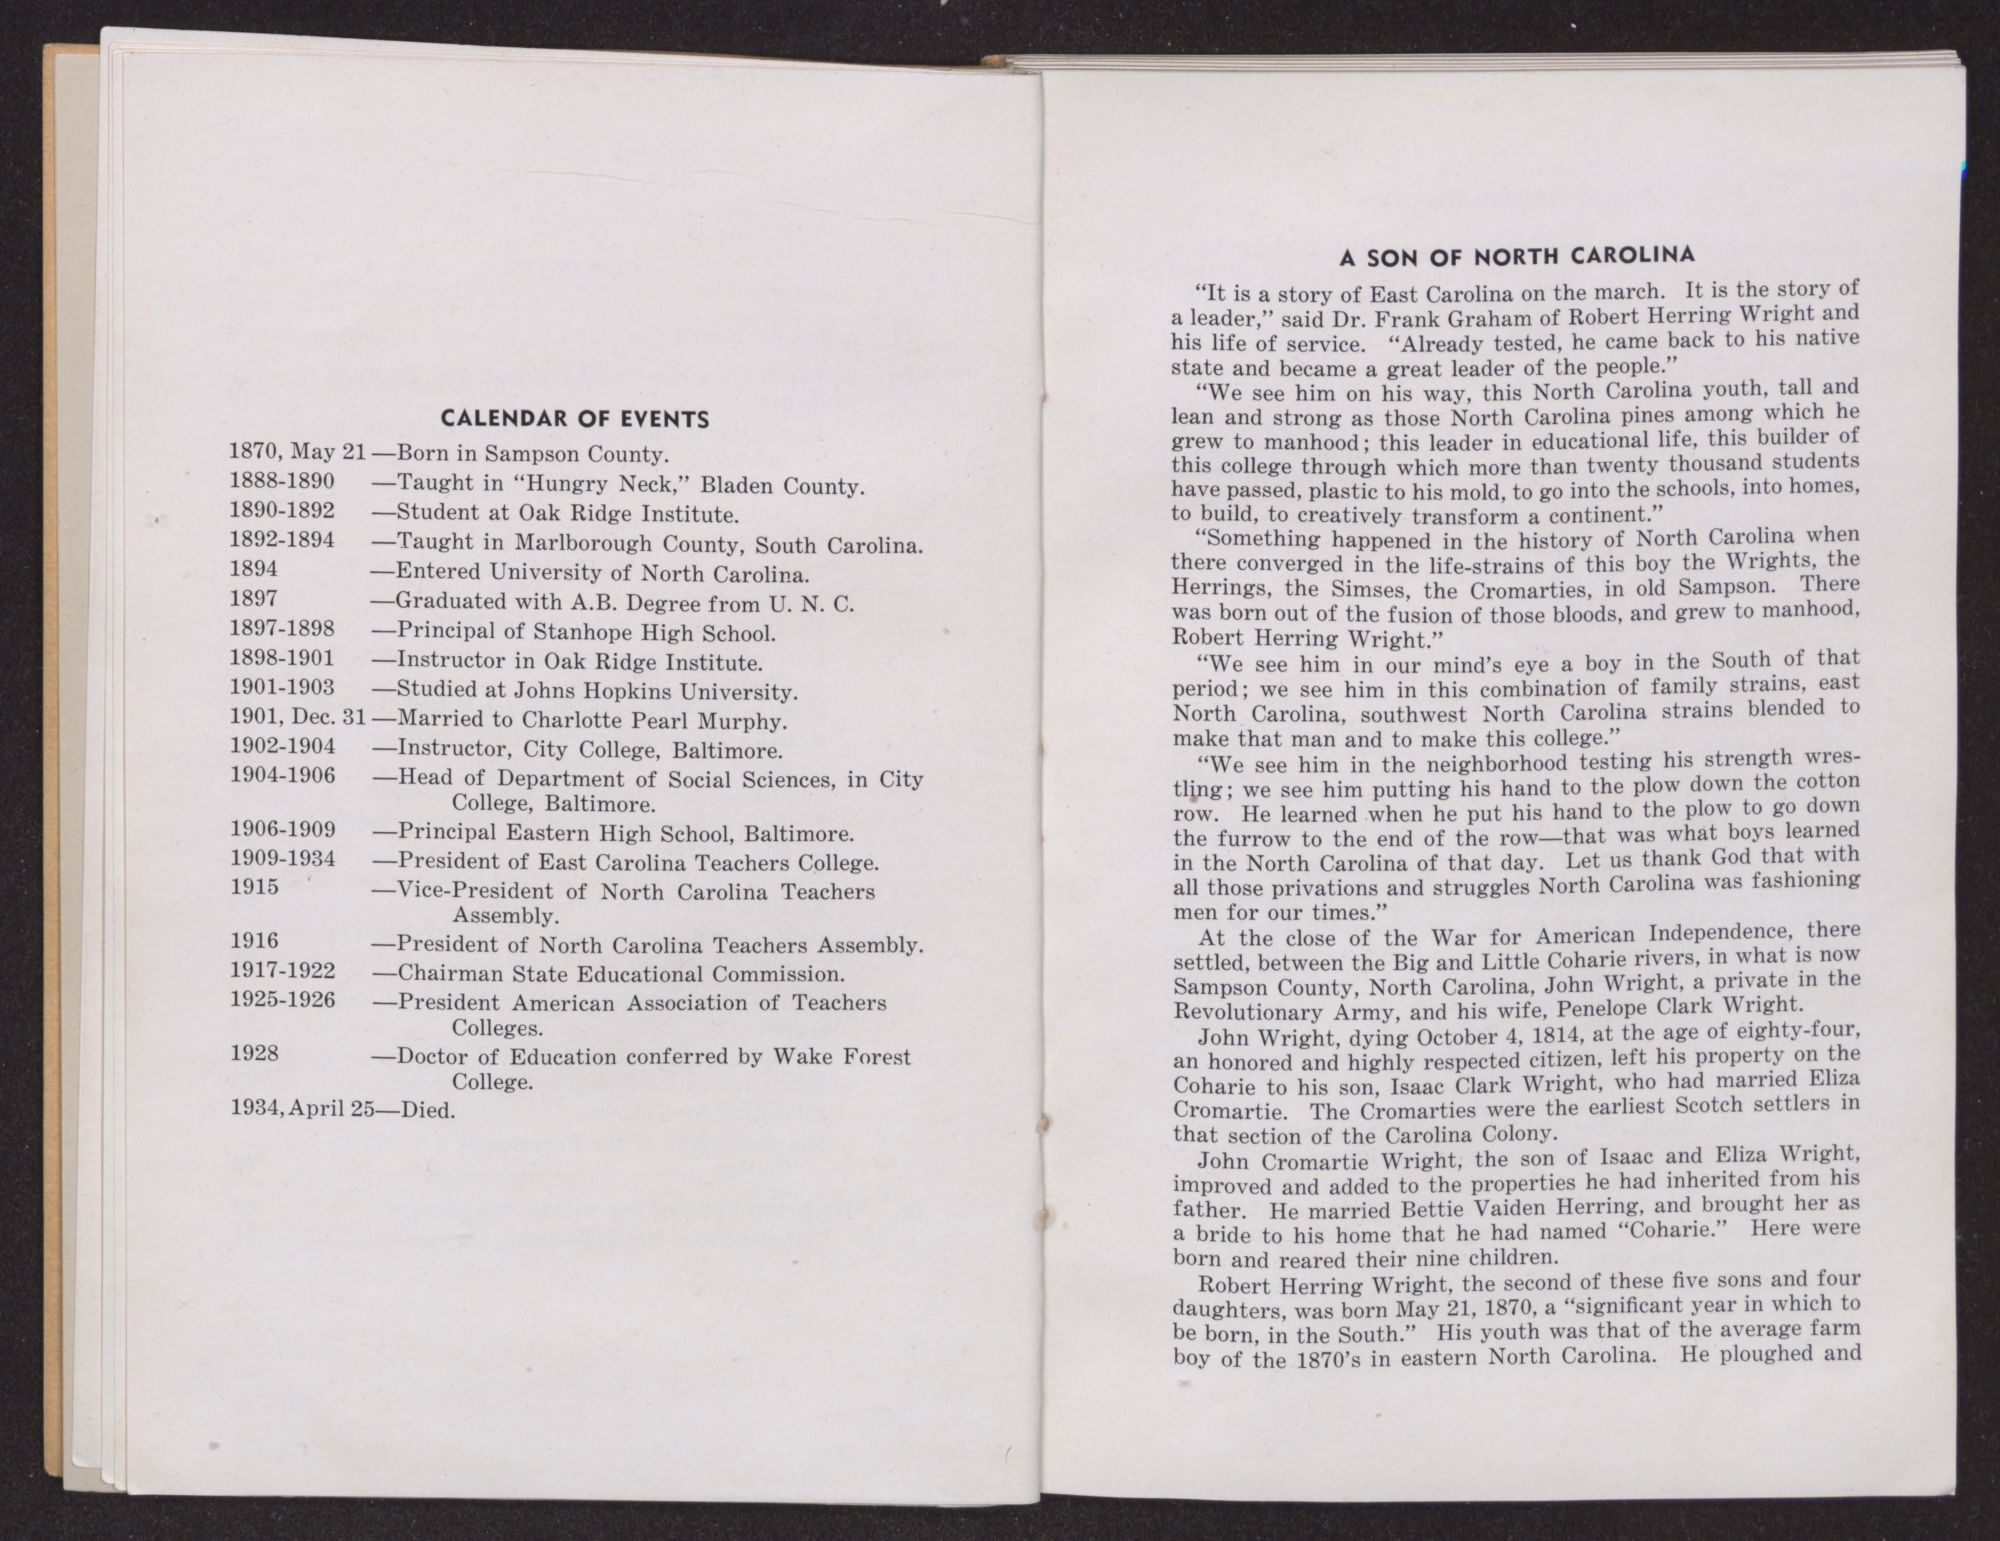 CALENDAR OF EVENTS
1870, May 21—Born in Sampson County.
1888-1890 —Taught in “Hungry Neck,” Bladen County.
1890-1892 —Student at Oak Ridge Institute.
1892-1894 —Taught in Marlborough County, South Carolina.
1894 —Entered University of North Carolina.
1897 —Graduated with A.B. Degree from U. N. C.
1897-1898 —Principal of Stanhope High School.
1898-1901 —Instructor in Oak Ridge Institute.
1901-1903 —Studied at Johns Hopkins University.
1901, Dec. 31—Married to Charlotte Pearl Murphy.
1902-1904 —Instructor, City College, Baltimore.
1904-1906 —Head of Department of Social Sciences, in City
College, Baltimore.
1906-1909 —Principal Eastern High School, Baltimore.
1909-1934 —President of East Carolina Teachers College.
1915 —Vice-President of North Carolina Teachers
Assembly.
1916 —President of North Carolina Teachers Assembly.
1917-1922 —Chairman State Educational Commission.
1925-1926 —President American Association of Teachers
Colleges.
1928 —Doctor of Education conferred by Wake Forest
College.
1934, April 25—Died.
A SON OF NORTH CAROLINA
“It is a story of East Carolina on the march. It is the story of
a leader,” said Dr. Frank Graham of Robert Herring Wright and
his life of service. “Already tested, he came back to his native
state and became a great leader of the people.”
“We see him on his way, this North Carolina youth, tall and
lean and strong as those North Carolina pines among which he
grew to manhood; this leader in educational life, this builder of
this college through which more than twenty thousand students
have passed, plastic to his mold, to go into the schools, into homes,
to build, to creatively transform a continent.”
“Something happened in the history of North Carolina when
there converged in the life-strains of this boy the Wrights, the
Herrings, the Simses, the Cromarties, in old Sampson. There
was born out of the fusion of those bloods, and grew to manhood,
Robert Herring Wright.”
“We see him in our mind’s eye a boy in the South of that
period; we see him in this combination of family strains, east
North Carolina, southwest North Carolina strains blended to
make that man and to make this college.”
“We see him in the neighborhood testing his strength wres-
tling; we see him putting his hand to the plow down the cotton
row. He learned when he put his hand to the plow to go down
the furrow to the end of the row—that was what boys learned
in the North Carolina of that day. Let us thank God that with
all those privations and struggles North Carolina was fashioning
men for our times.”
At the close of the War for American Independence, there
settled, between the Big and Little Coharie rivers, in what is now
Sampson County, North Carolina, John Wright, a private in the
Revolutionary Army, and his wife, Penelope Clark Wright.
John Wright, dying October 4, 1814, at the age of eighty-four,
an honored and highly respected citizen, left his property on the
Coharie to his son, Isaac Clark Wright, who had married Eliza
Cromartie. The Cromarties were the earliest Scotch settlers in
that section of the Carolina Colony.
John Cromartie Wright, the son of Isaac and Eliza Wright,
improved and added to the properties he had inherited from his
father. He married Bettie Vaiden Herring, and brought her as
a bride to his home that he had named “Coharie.” Here were
born and reared their nine children.
Robert Herring Wright, the second of these five sons and four
daughters, was born May 21, 1870, a “significant year in which to
be born, in the South.” His youth was that of the average farm
boy of the 1870’s in eastern North Carolina. He ploughed and